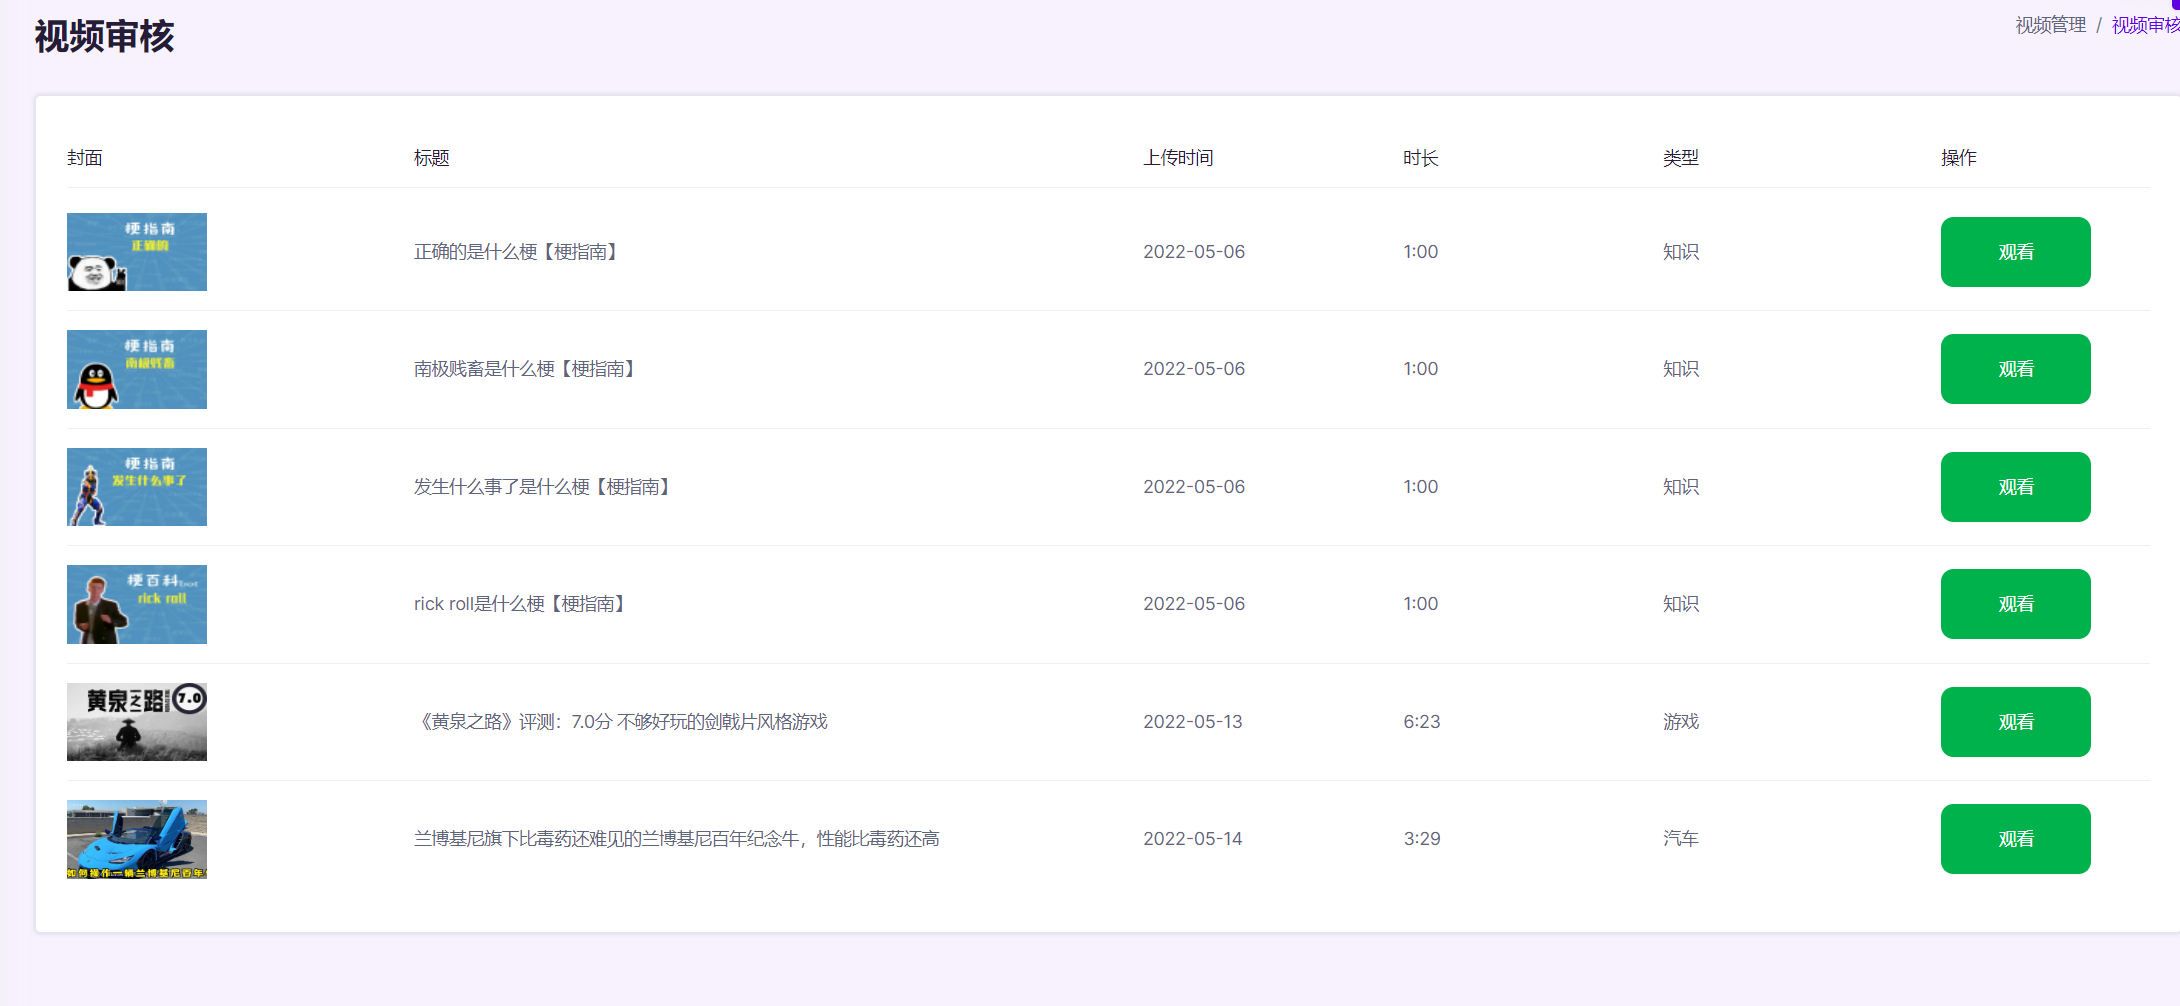 视频审核
视频管理 / 视频审核
封面 标题 上传时间 时长 类型 操作
梗指南
正确的
正确的是什么梗【梗指南】 2022-05-06 1:00 知识 观看
梗指南
南极贱畜
南极贱畜是什么梗【梗指南】 2022-05-06 1:00 知识 观看
梗指南
发生什么事了
发生什么事了是什么梗【梗指南】 2022-05-06 1:00 知识 观看
梗百科
rick roll
rick roll是什么梗【梗指南】 2022-05-06 1:00 知识 观看
黄泉之路 7.0
《黄泉之路》评测：7.0分 不够好玩的剑戟片风格游戏 2022-05-13 6:23 游戏 观看
如何操作一辆兰博基尼百年
兰博基尼旗下比毒药还难见的兰博基尼百年纪念牛，性能比毒药还高 2022-05-14 3:29 汽车 观看